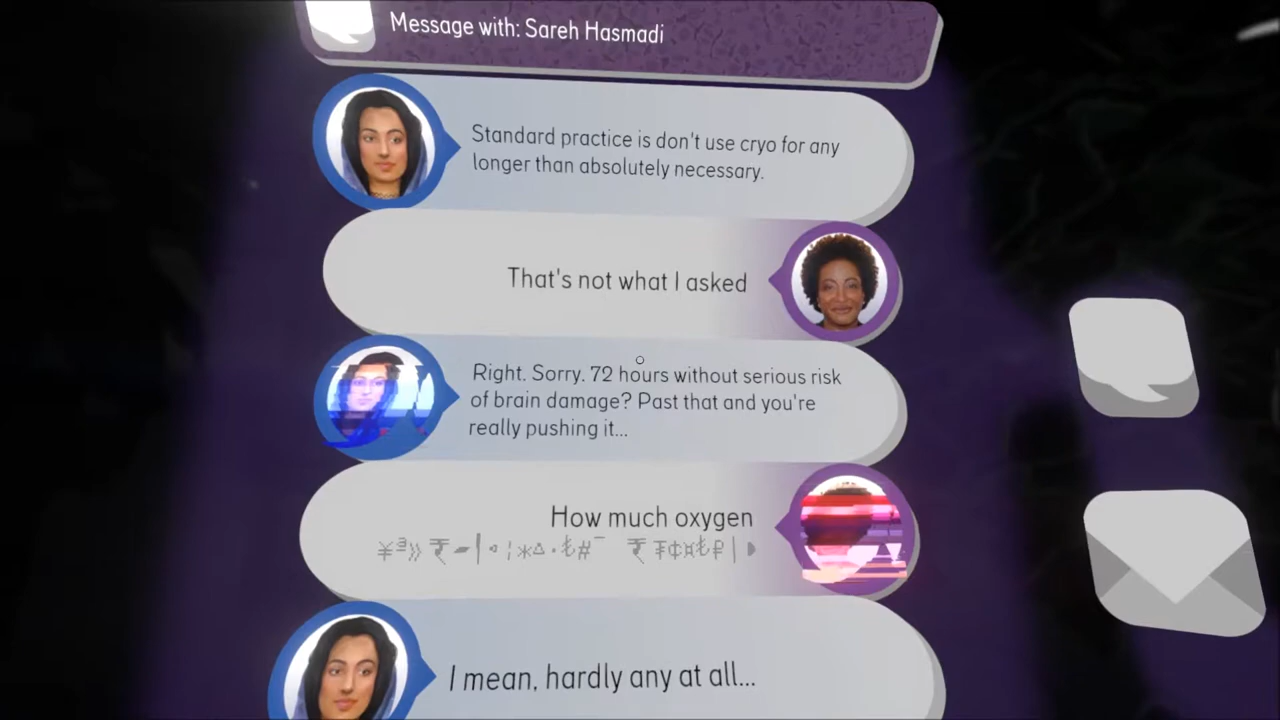 Message with: Sareh Hasmadi
Standard practice is don't use cryo for any
longer than absolutely necessary.
That's not what I asked
Right. Sorry. 72 hours without serious risk
of brain damage? Past that and you're
really pushing it...
How much oxygen
I mean, hardly any at all...